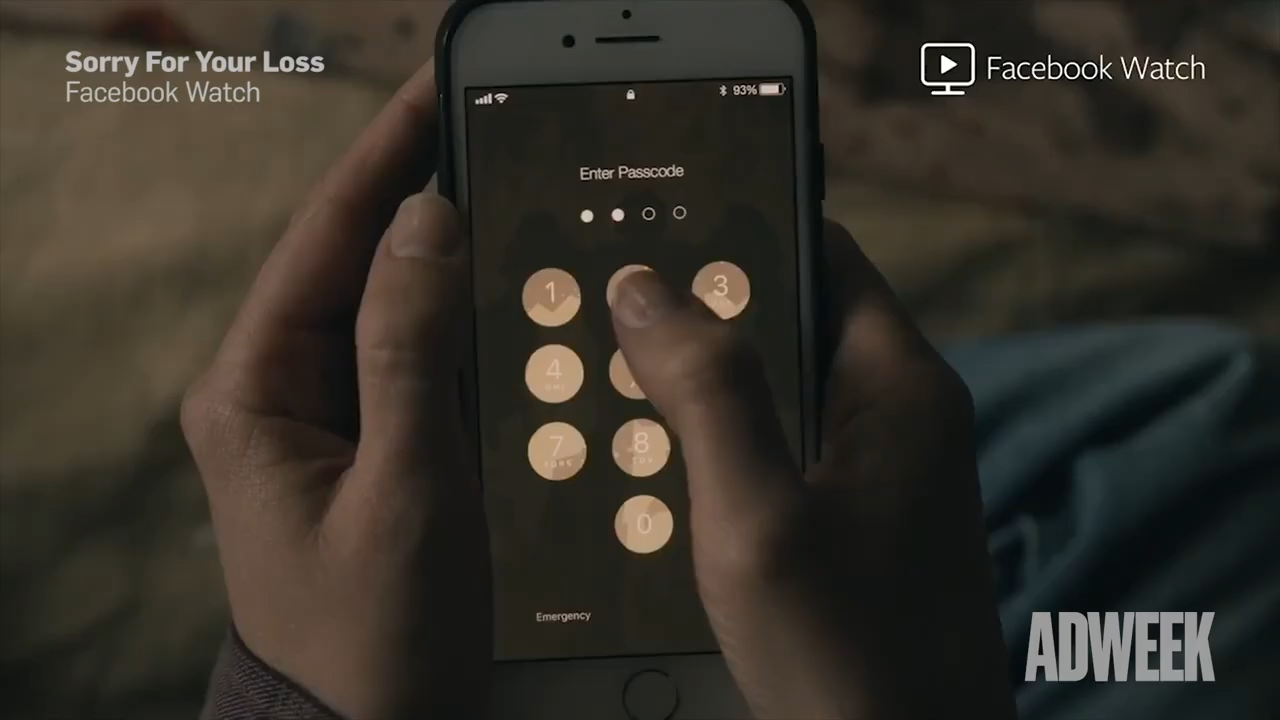 Sorry For Your Loss
Facebook Watch
Facebook Watch
93%
Enter Passcode
1
3
4
7
8
0
Emergency
ADWEEK